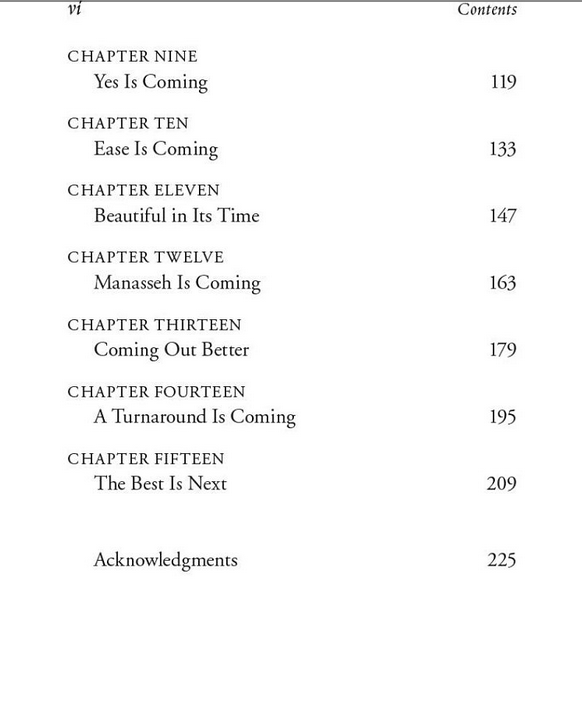 vi Contents
CHAPTER NINE
Yes Is Coming 119
CHAPTER TEN
Ease Is Coming 133
CHAPTER ELEVEN
Beautiful in Its Time 147
CHAPTER TWELVE
Manasseh Is Coming 163
CHAPTER THIRTEEN
Coming Out Better 179
CHAPTER FOURTEEN
A Turnaround Is Coming 195
CHAPTER FIFTEEN
The Best Is Next 209
Acknowledgments 225